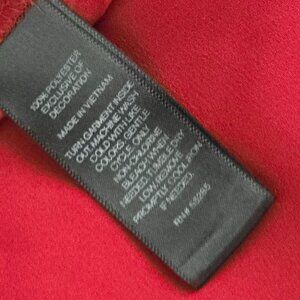 100% POLYESTER
EXCLUSIVE OF
DECORATION
MADE IN VIETNAM
TURN GARMENT INSIDE
OUT. MACHINE WASH
COLD WITH LIKE
COLORS. GENTLE
CYCLE. ONLY
NON-CHLORINE
BLEACH WHEN
NEEDED. TUMBLE DRY
LOW. REMOVE
PROMPTLY. COOL IRON
IF NEEDED.
RN#